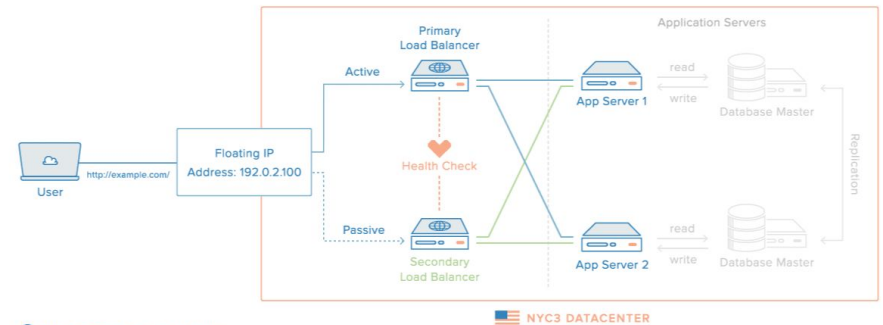 Application Servers
Primary
Load Balancer
Active
App Server 1
read
write
Database Master
Floating IP
Address: 192.0.2.100
http://example.com/
User
Health Check
Replication
Passive
Secondary
Load Balancer
App Server 2
read
write
Database Master
NYC3 DATACENTER